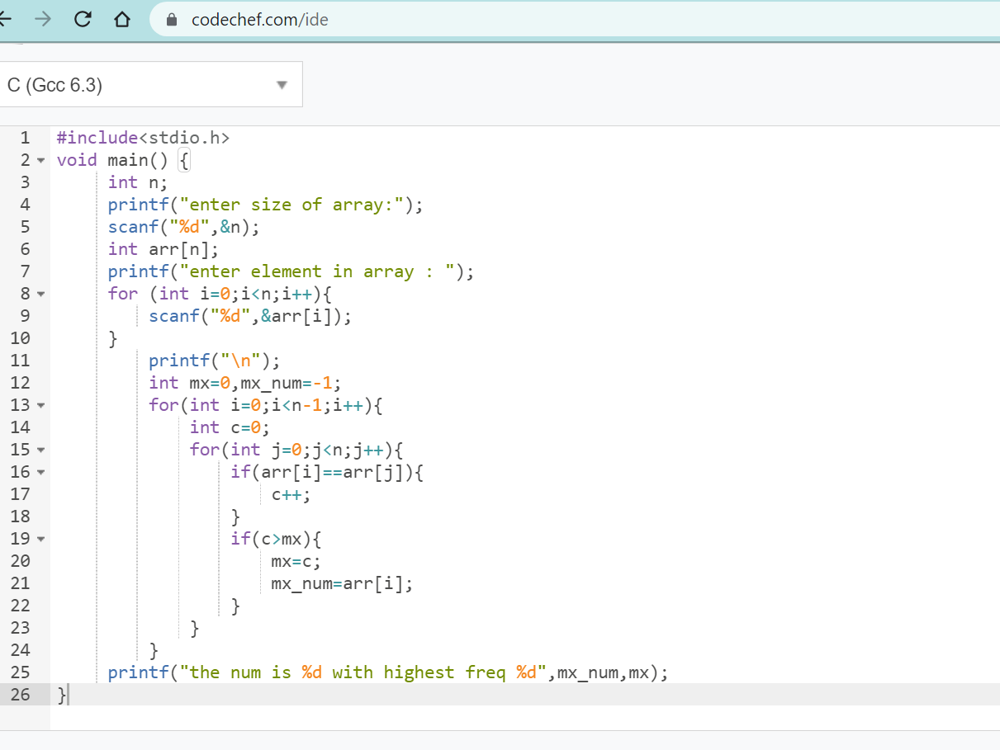 codechef.com/ide
C (Gcc 6.3)
1 #include<stdio.h>
2 void main() {
3 int n;
4 printf("enter size of array:");
5 scanf("%d",&n);
6 int arr[n];
7 printf("enter element in array : ");
8 for (int i=0;i<n;i++){
9 scanf("%d",&arr[i]);
10 }
11 printf("\n");
12 int mx=0,mx_num=-1;
13 for(int i=0;i<n-1;i++){
14 int c=0;
15 for(int j=0;j<n;j++){
16 if(arr[i]==arr[j]){
17 c++;
18 }
19 if(c>mx){
20 mx=c;
21 mx_num=arr[i];
22 }
23 }
24 }
25 printf("the num is %d with highest freq %d",mx_num,mx);
26 }